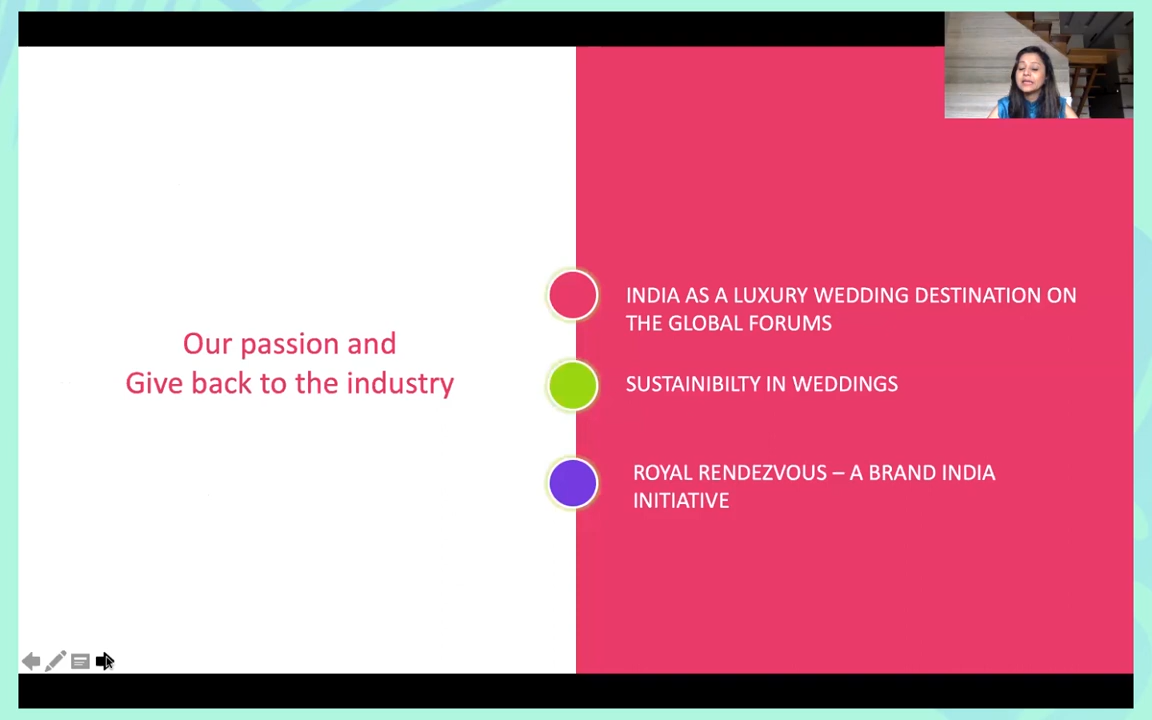 Our passion and
Give back to the industry
INDIA AS A LUXURY WEDDING DESTINATION ON
THE GLOBAL FORUMS
SUSTAINIBILTY IN WEDDINGS
ROYAL RENDEZVOUS – A BRAND INDIA
INITIATIVE